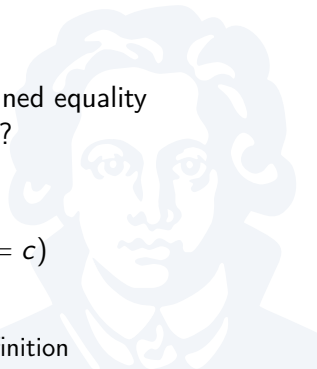 ned equality
?
= c)
inition